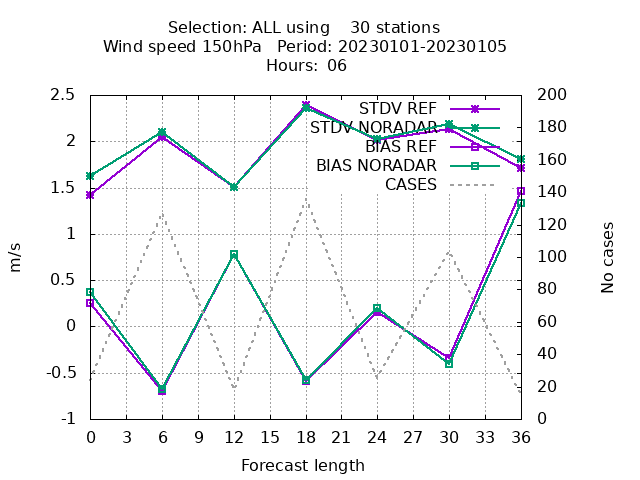 Selection: ALL using    30 stations
Wind speed 150hPa   Period: 20230101-20230105
Hours:  06
2.5
2
1.5
1
0.5
0
-0.5
-1
200
180
160
140
120
100
80
60
40
20
0
STDV REF
STDV NORADAR
BIAS REF
BIAS NORADAR
CASES
m/s
No cases
0 3 6 9 12 15 18 21 24 27 30 33 36
Forecast length